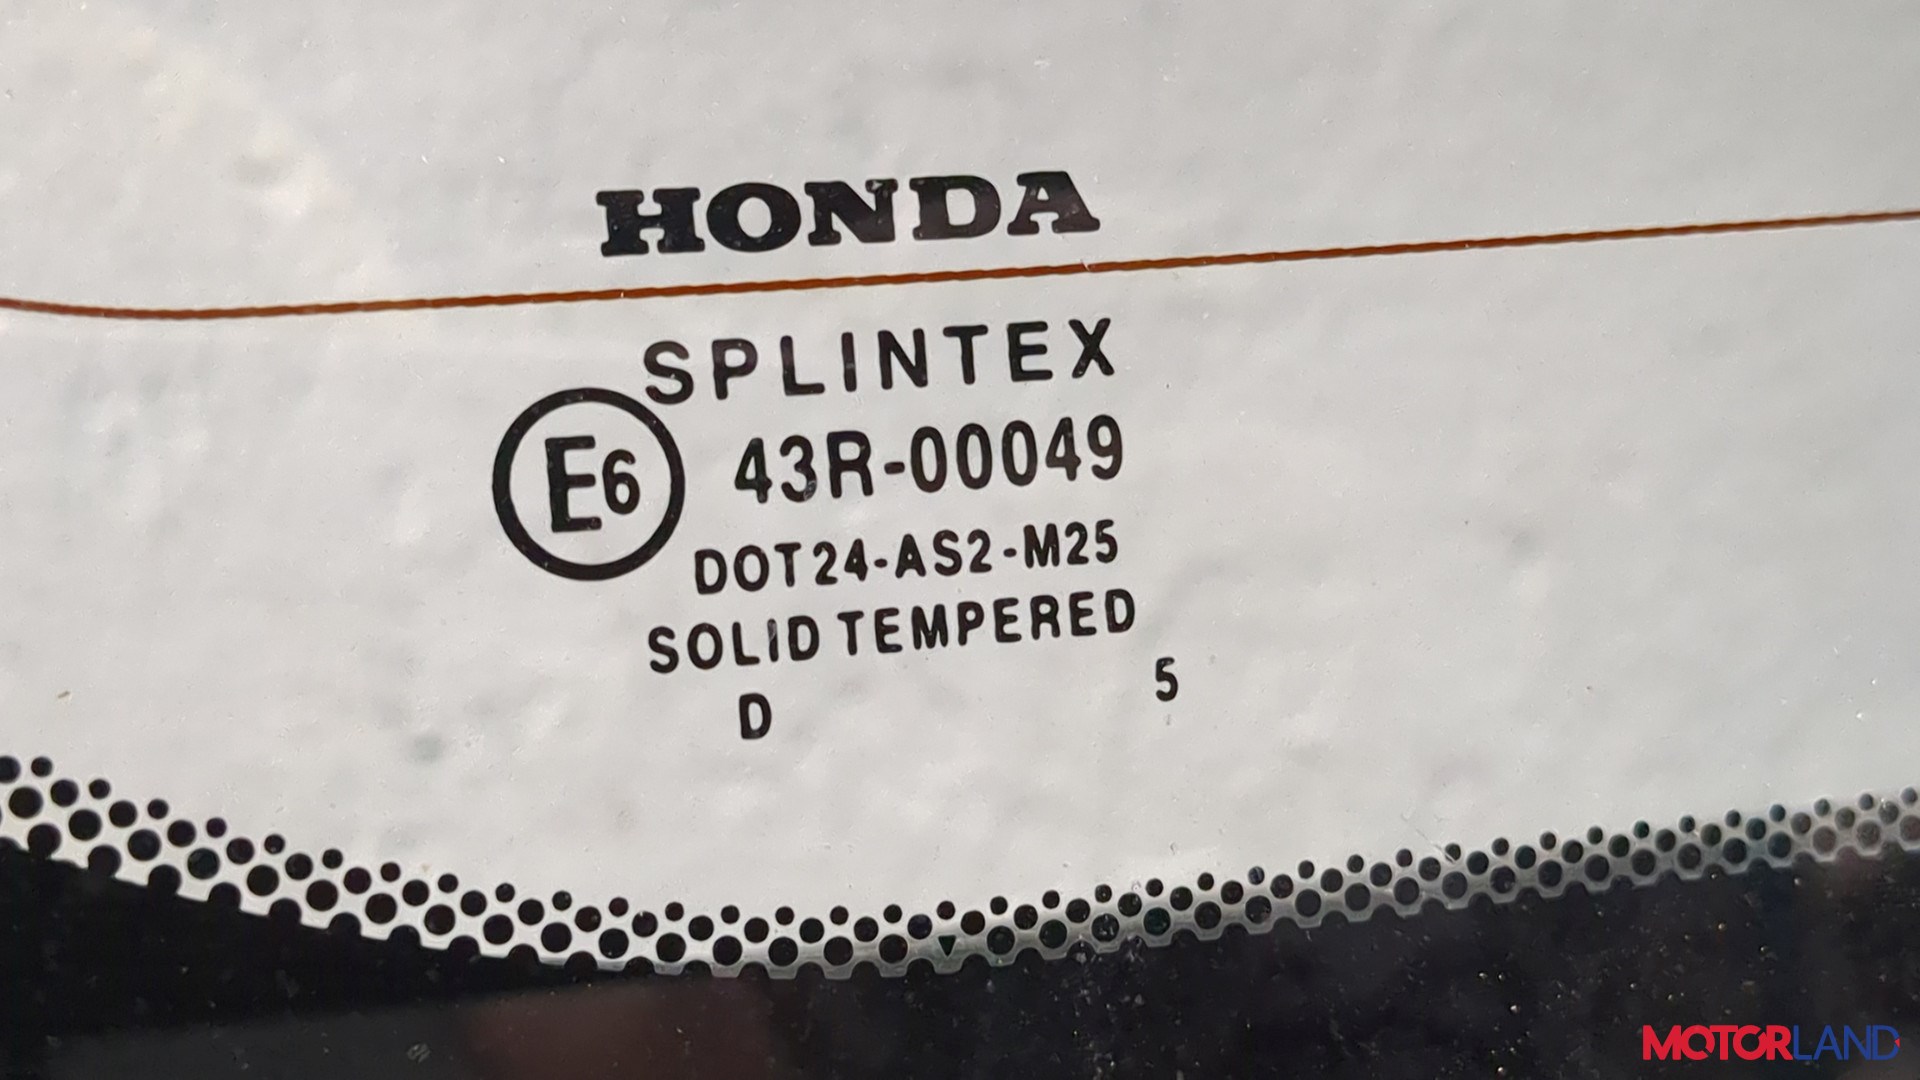 HONDA
SPLINTEX
E6 43R-00049
DOT24-AS2-M25
SOLID TEMPERED
D 5
MOTORLAND